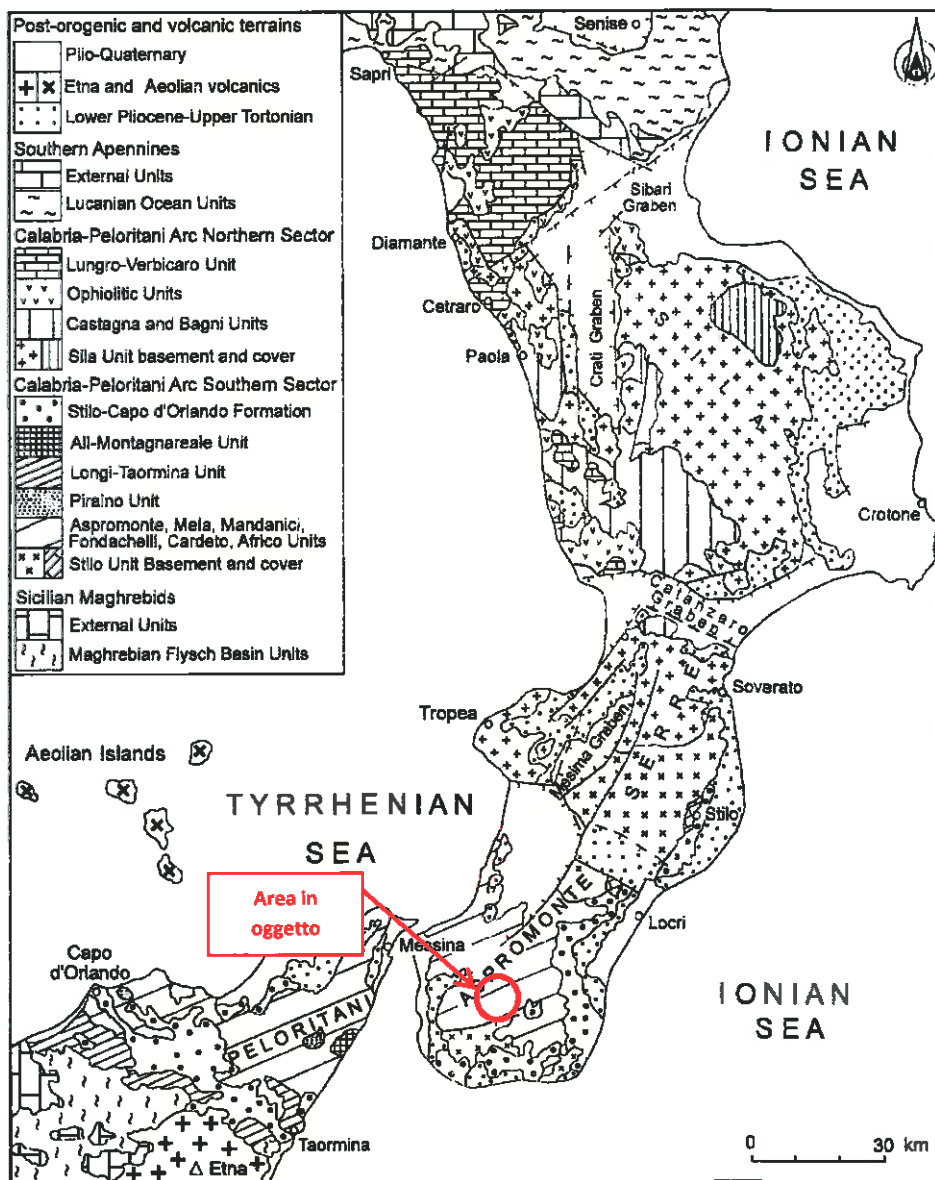 Post-orogenic and volcanic terrains
Plio-Quaternary
Etna and Aeolian volcanics
Lower Pliocene-Upper Tortonian
Southern Apennines
External Units
Lucanian Ocean Units
Calabria-Peloritani Arc Northern Sector
Lungro-Verbicaro Unit
Ophiolitic Units
Castagna and Bagni Units
Sila Unit basement and cover
Calabria-Peloritani Arc Southern Sector
Stilo-Capo d'Orlando Formation
Alì-Montagnareale Unit
Longi-Taormina Unit
Piraino Unit
Aspromonte, Mela, Mandanici,
Fondachelli, Cardeto, Africo Units
Stilo Unit Basement and cover
Sicilian Maghrebids
External Units
Maghrebian Flysch Basin Units
Senise
Sapri
IONIAN
SEA
Sibari
Graben
Diamante
Cetraro
Crati Graben
SILA
Paola
Crotone
Catanzaro
Graben
Soverato
Tropea
Mesima Graben
SERRE
Aeolian Islands
TYRRHENIAN
SEA
Stilo
Area in
oggetto
ASPROMONTE
Locri
Messina
Capo
d'Orlando
PELORITANI
IONIAN
SEA
Taormina
Etna
0 30 km